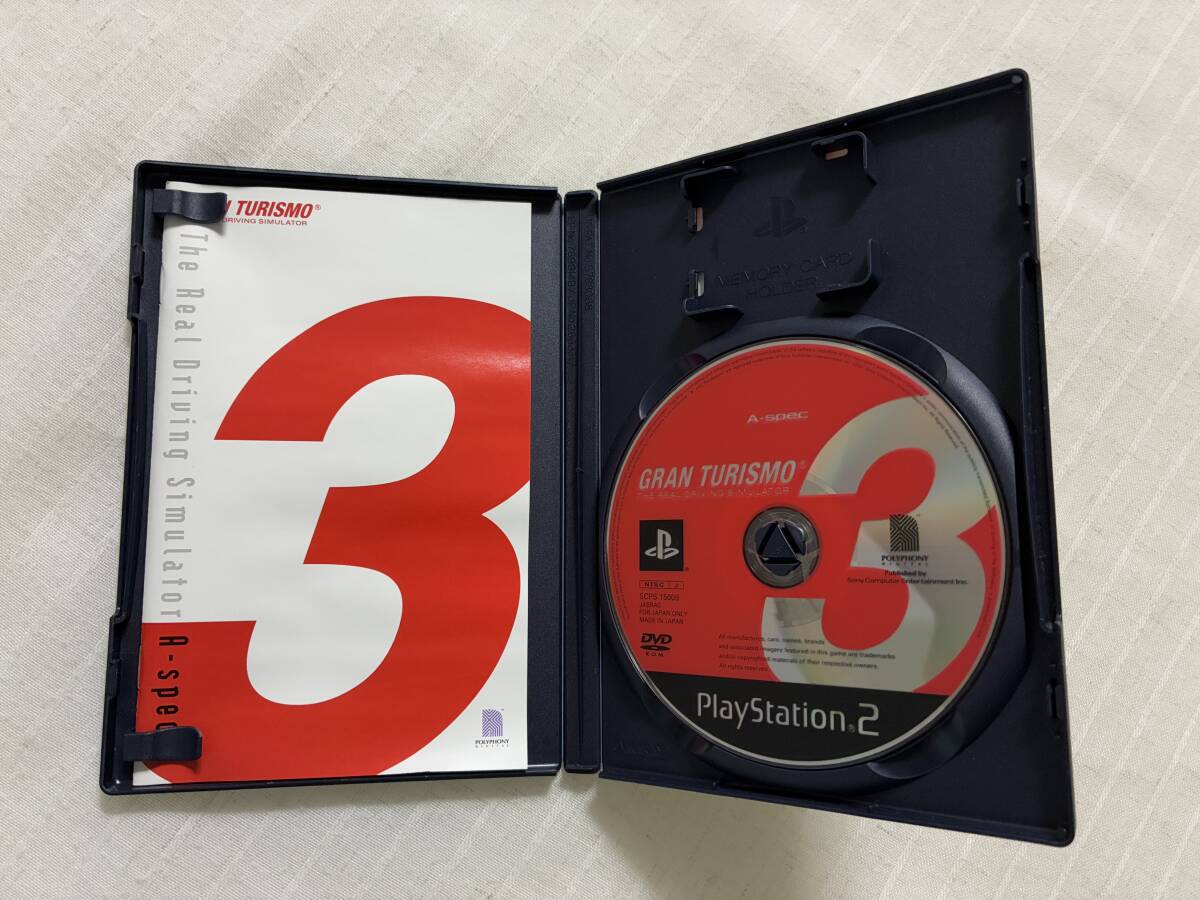 N TURISMO®
DRIVING SIMULATOR
The Real Driving Simulator A-spec
3
POLYPHONY
DIGITAL
MEMORY CARD
HOLDER
A-spec
GRAN TURISMO®
THE REAL DRIVING SIMULATOR
3
NTSC J
SCPS 15009
JASRAC
FOR JAPAN ONLY
MADE IN JAPAN
DVD
ROM
POLYPHONY
DIGITAL
Published by
Sony Computer Entertainment Inc.
All manufacturers, cars, names, brands
and associated imagery featured in this game are trademarks
and/or copyrighted materials of their respective owners.
All rights reserved.
PlayStation®2